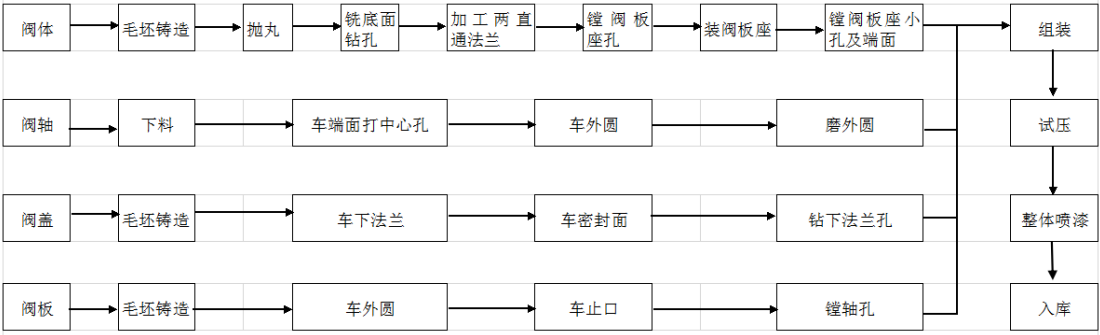 阀体
毛坯铸造
抛丸
铣底面
钻孔
加工两直
通法兰
镗阀板
座孔
装阀板座
镗阀板座小
孔及端面
组装
阀轴
下料
车端面打中心孔
车外圆
磨外圆
试压
阀盖
毛坯铸造
车下法兰
车密封面
钻下法兰孔
整体喷漆
阀板
毛坯铸造
车外圆
车止口
镗轴孔
入库